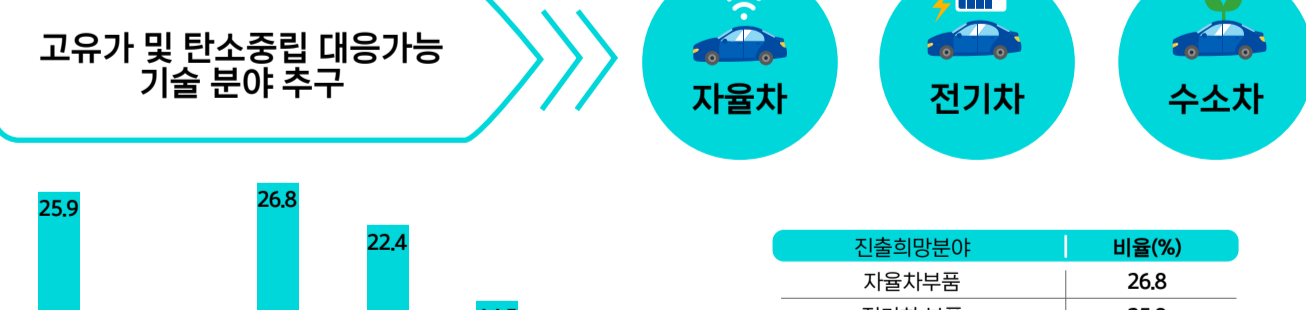 고유가 및 탄소중립 대응가능
기술 분야 추구
자율차
전기차
수소차
25.9
26.8
22.4
진출희망분야 비율(%)
자율차부품 26.8